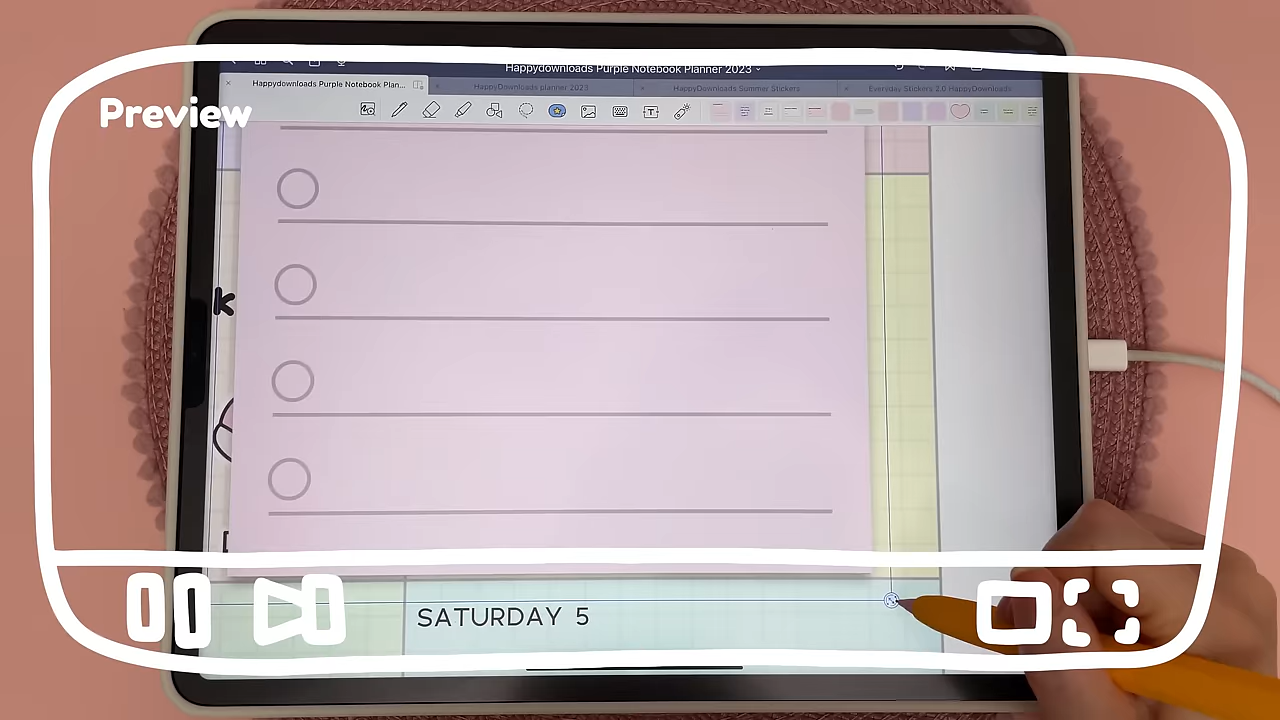 Happydownloads Purple Notebook Planner 2023
Happydownloads Purple Notebook Plan...
HappyDownloads planner 2023
HappyDownloads Summer Stickers
Everyday Stickers 2.0 HappyDownloads
Preview
K
SATURDAY 5